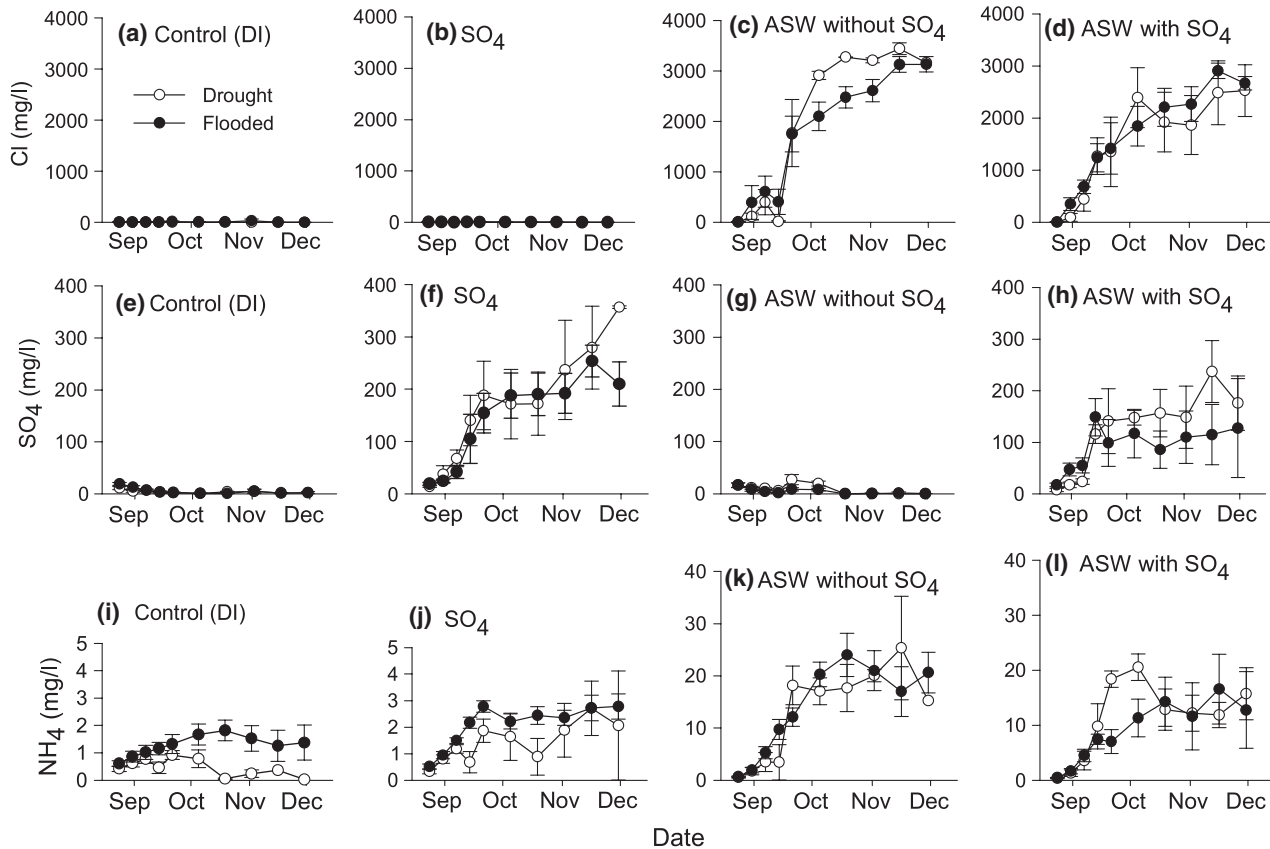 (a) Control (DI)
(b) SO4
(c) ASW without SO4
(d) ASW with SO4
Cl (mg/l)
4000
3000
2000
1000
0
Drought
Flooded
Sep Oct Nov Dec
4000
3000
2000
1000
0
Sep Oct Nov Dec
4000
3000
2000
1000
0
Sep Oct Nov Dec
4000
3000
2000
1000
0
Sep Oct Nov Dec
(e) Control (DI)
(f) SO4
(g) ASW without SO4
(h) ASW with SO4
SO4 (mg/l)
400
300
200
100
0
Sep Oct Nov Dec
400
300
200
100
0
Sep Oct Nov Dec
400
300
200
100
0
Sep Oct Nov Dec
400
300
200
100
0
Sep Oct Nov Dec
(i) Control (DI)
(j) SO4
(k) ASW without SO4
(l) ASW with SO4
NH4 (mg/l)
5
4
3
2
1
0
Sep Oct Nov Dec
5
4
3
2
1
0
Sep Oct Nov Dec
40
30
20
10
0
Sep Oct Nov Dec
40
30
20
10
0
Sep Oct Nov Dec
Date